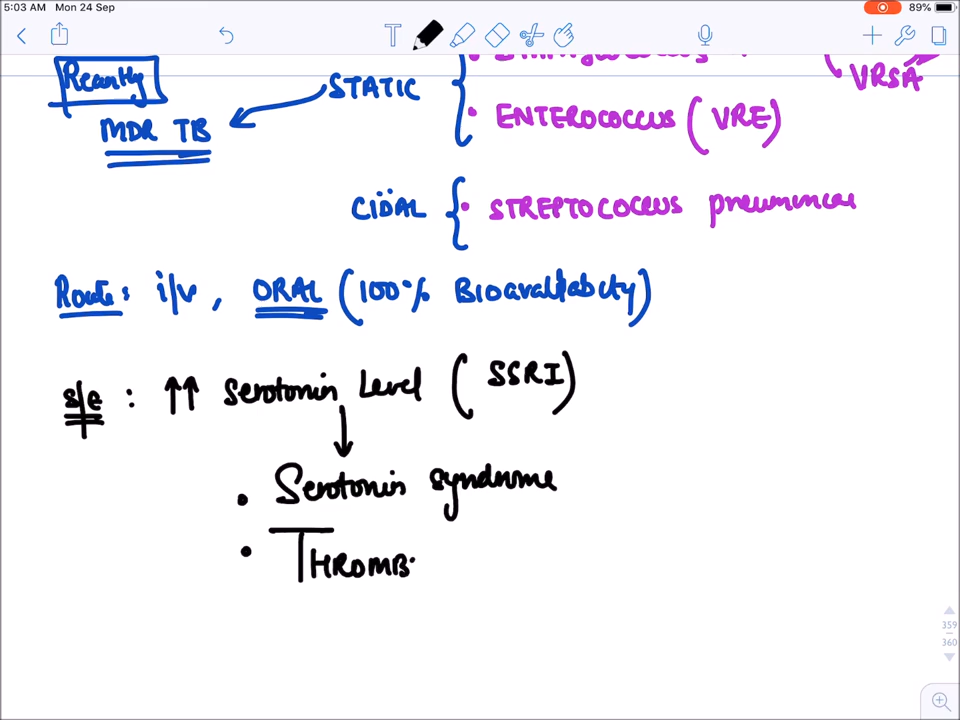 5:03 AM Mon 24 Sep 89%
Recently
STATIC
VRSA
MDR TB
• ENTEROCOCCUS (VRE)
CIDAL { • STREPTOCOCCUS pneumoniae
Route: i/v, ORAL (100% Bioavailability)
s/e : ↑↑ Serotonin Level (SSRI)
• Serotonin syndrome
• THROMB
359
360